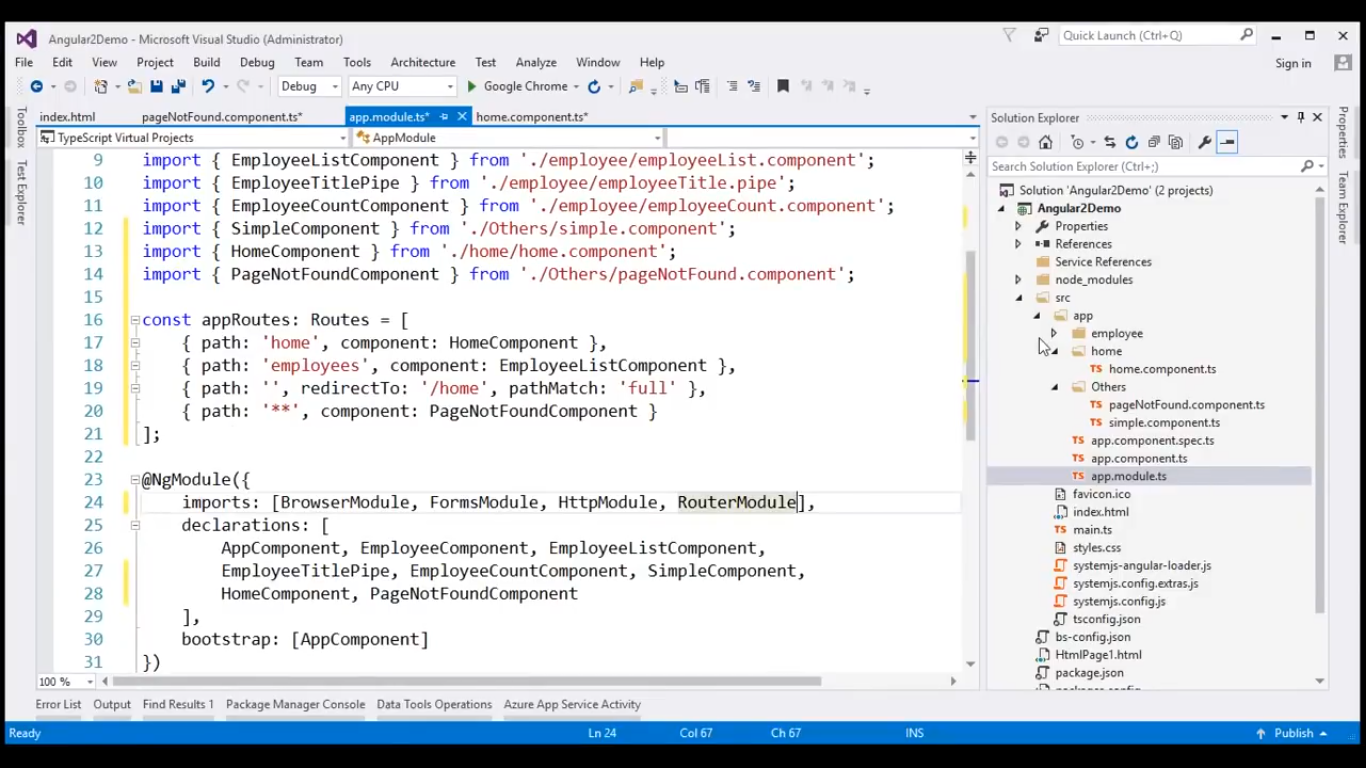 Angular2Demo - Microsoft Visual Studio (Administrator)
Quick Launch (Ctrl+Q)
File Edit View Project Build Debug Team Tools Architecture Test Analyze Window Help
Sign in
Debug Any CPU Google Chrome
index.html pageNotFound.component.ts* app.module.ts* home.component.ts*
TypeScript Virtual Projects AppModule
Toolbox
Test Explorer
9 import { EmployeeListComponent } from './employee/employeeList.component';
10 import { EmployeeTitlePipe } from './employee/employeeTitle.pipe';
11 import { EmployeeCountComponent } from './employee/employeeCount.component';
12 import { SimpleComponent } from './Others/simple.component';
13 import { HomeComponent } from './home/home.component';
14 import { PageNotFoundComponent } from './Others/pageNotFound.component';
15
16 const appRoutes: Routes = [
17 { path: 'home', component: HomeComponent },
18 { path: 'employees', component: EmployeeListComponent },
19 { path: '', redirectTo: '/home', pathMatch: 'full' },
20 { path: '**', component: PageNotFoundComponent }
21 ];
22
23 @NgModule({
24 imports: [BrowserModule, FormsModule, HttpModule, RouterModule],
25 declarations: [
26 AppComponent, EmployeeComponent, EmployeeListComponent,
27 EmployeeTitlePipe, EmployeeCountComponent, SimpleComponent,
28 HomeComponent, PageNotFoundComponent
29 ],
30 bootstrap: [AppComponent]
31 })
100 %
Solution Explorer
Search Solution Explorer (Ctrl+;)
Solution 'Angular2Demo' (2 projects)
Angular2Demo
Properties
References
Service References
node_modules
src
app
employee
home
TS home.component.ts
Others
TS pageNotFound.component.ts
TS simple.component.ts
TS app.component.spec.ts
TS app.component.ts
TS app.module.ts
favicon.ico
index.html
TS main.ts
styles.css
systemjs-angular-loader.js
systemjs.config.extras.js
systemjs.config.js
tsconfig.json
bs-config.json
HtmlPage1.html
package.json
Properties
Team Explorer
Error List Output Find Results 1 Package Manager Console Data Tools Operations Azure App Service Activity
Ready Ln 24 Col 67 Ch 67 INS Publish